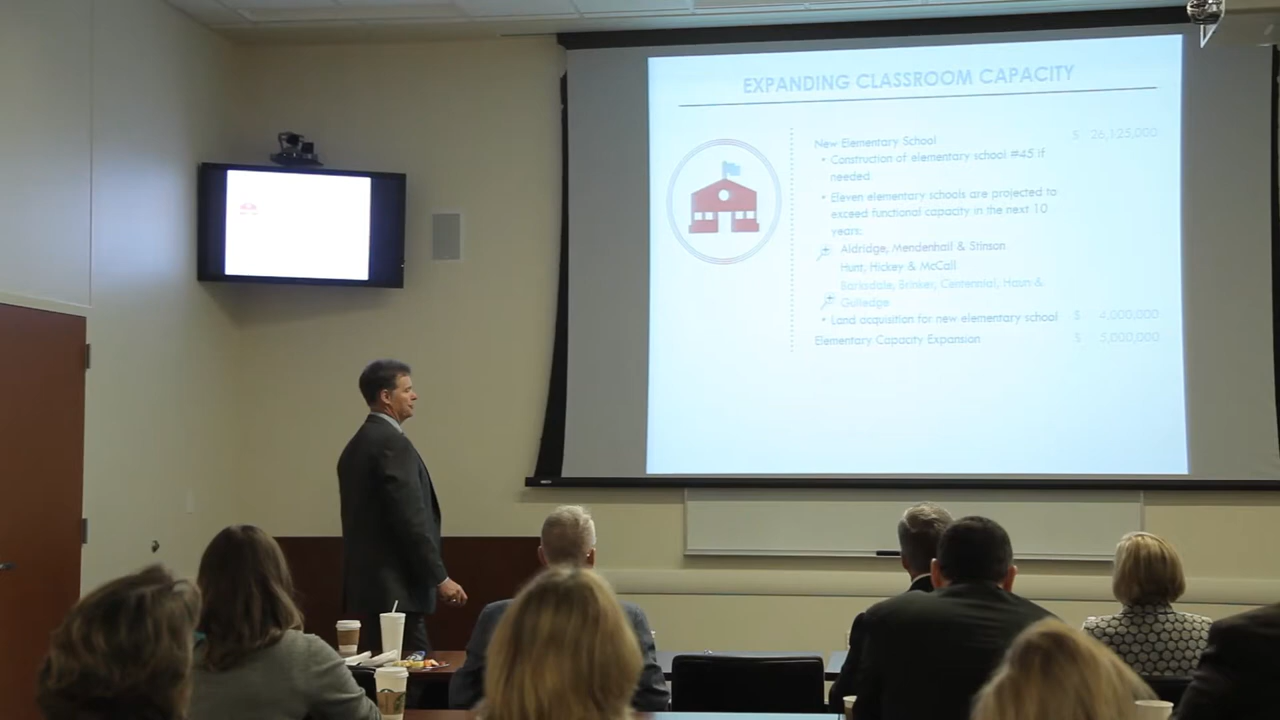 EXPANDING CLASSROOM CAPACITY
New Elementary School $ 26,125,000
• Construction of elementary school #45 if
needed
• Eleven elementary schools are projected to
exceed functional capacity in the next 10
years:
Aldridge, Mendenhall & Stinson
Hunt, Hickey & McCall
Barksdale, Brinker, Centennial, Haun &
Gulledge
• Land acquisition for new elementary school $ 4,000,000
Elementary Capacity Expansion $ 5,000,000